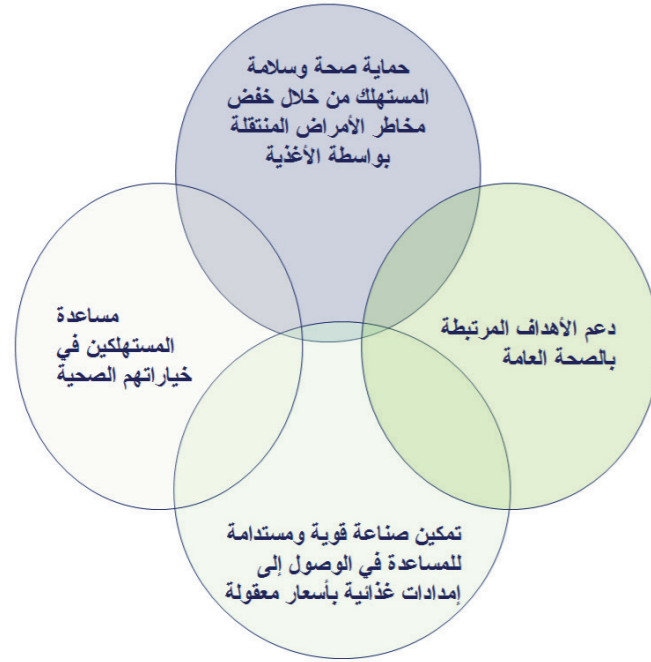 حماية صحة وسلامة
المستهلك من خلال خفض
مخاطر الأمراض المنتقلة
بواسطة الأغذية
دعم الأهداف المرتبطة
بالصحة العامة
مساعدة
المستهلكين في
خياراتهم الصحية
تمكين صناعة قوية ومستدامة
للمساعدة في الوصول إلى
إمدادات غذائية بأسعار معقولة